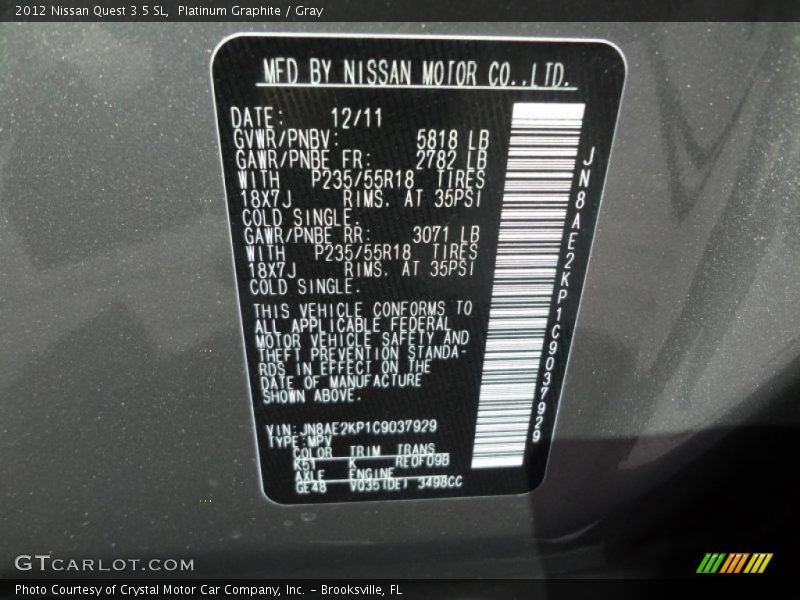 2012 Nissan Quest 3.5 SL, Platinum Graphite / Gray
MFD BY NISSAN MOTOR CO.,LTD.
DATE: 12/11
GVWR/PNBV: 5818 LB
GAWR/PNBE FR: 2782 LB
WITH P235/55R18 TIRES
18X7J RIMS. AT 35PSI
COLD SINGLE.
GAWR/PNBE RR: 3071 LB
WITH P235/55R18 TIRES
18X7J RIMS. AT 35PSI
COLD SINGLE.
THIS VEHICLE CONFORMS TO
ALL APPLICABLE FEDERAL
MOTOR VEHICLE SAFETY AND
THEFT PREVENTION STANDA-
RDS IN EFFECT ON THE
DATE OF MANUFACTURE
SHOWN ABOVE.
VIN:JN8AE2KP1C9037929
TYPE:MPV
COLOR TRIM TRANS
K51 K RE0F09B
AXLE ENGINE
GE48 VQ35(DE) 3498CC
JN8AE2KP1C9037929
GTCARLOT.COM
Photo Courtesy of Crystal Motor Car Company, Inc. - Brooksville, FL